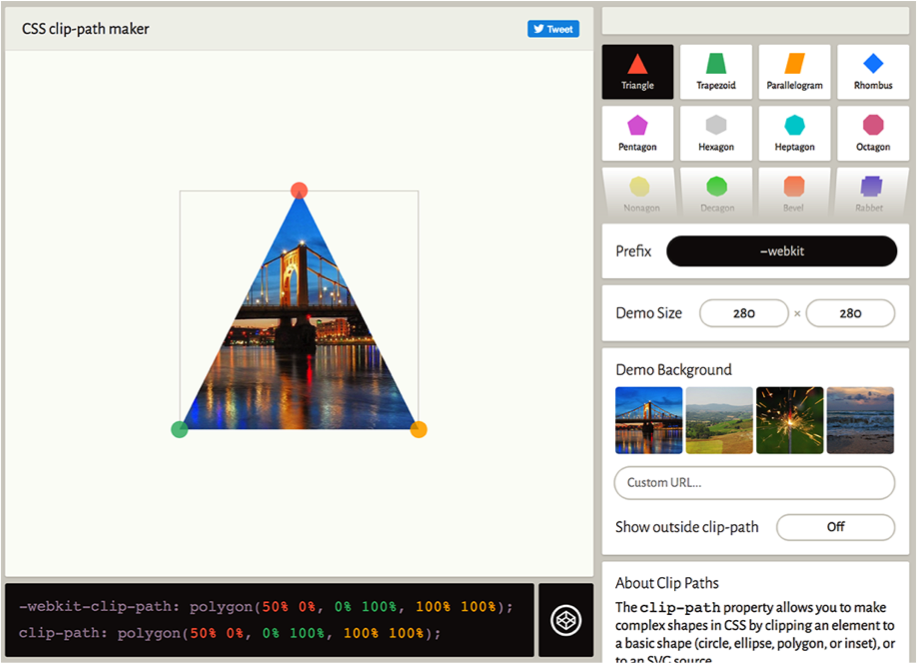 CSS clip-path maker
Tweet
Triangle
Trapezoid
Parallelogram
Rhombus
Pentagon
Hexagon
Heptagon
Octagon
Nonagon
Decagon
Bevel
Rabbet
Prefix
-webkit
Demo Size
280 × 280
Demo Background
Custom URL...
Show outside clip-path
Off
-webkit-clip-path: polygon(50% 0%, 0% 100%, 100% 100%);
clip-path: polygon(50% 0%, 0% 100%, 100% 100%);
About Clip Paths
The clip-path property allows you to make
complex shapes in CSS by clipping an element to
a basic shape (circle, ellipse, polygon, or inset), or
to an SVG source.